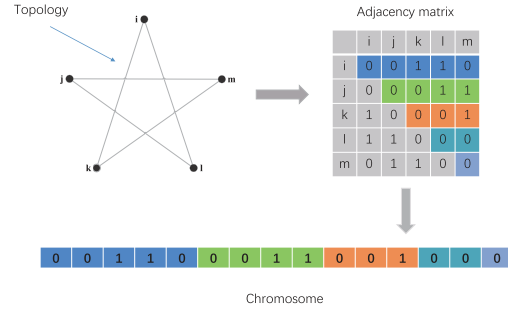 Topology
i
j
m
k
l
Adjacency matrix
i j k l m
i 0 0 1 1 0
j 0 0 0 1 1
k 1 0 0 0 1
l 1 1 0 0 0
m 0 1 1 0 0
0 0 1 1 0 0 0 1 1 0 0 1 0 0 0
Chromosome